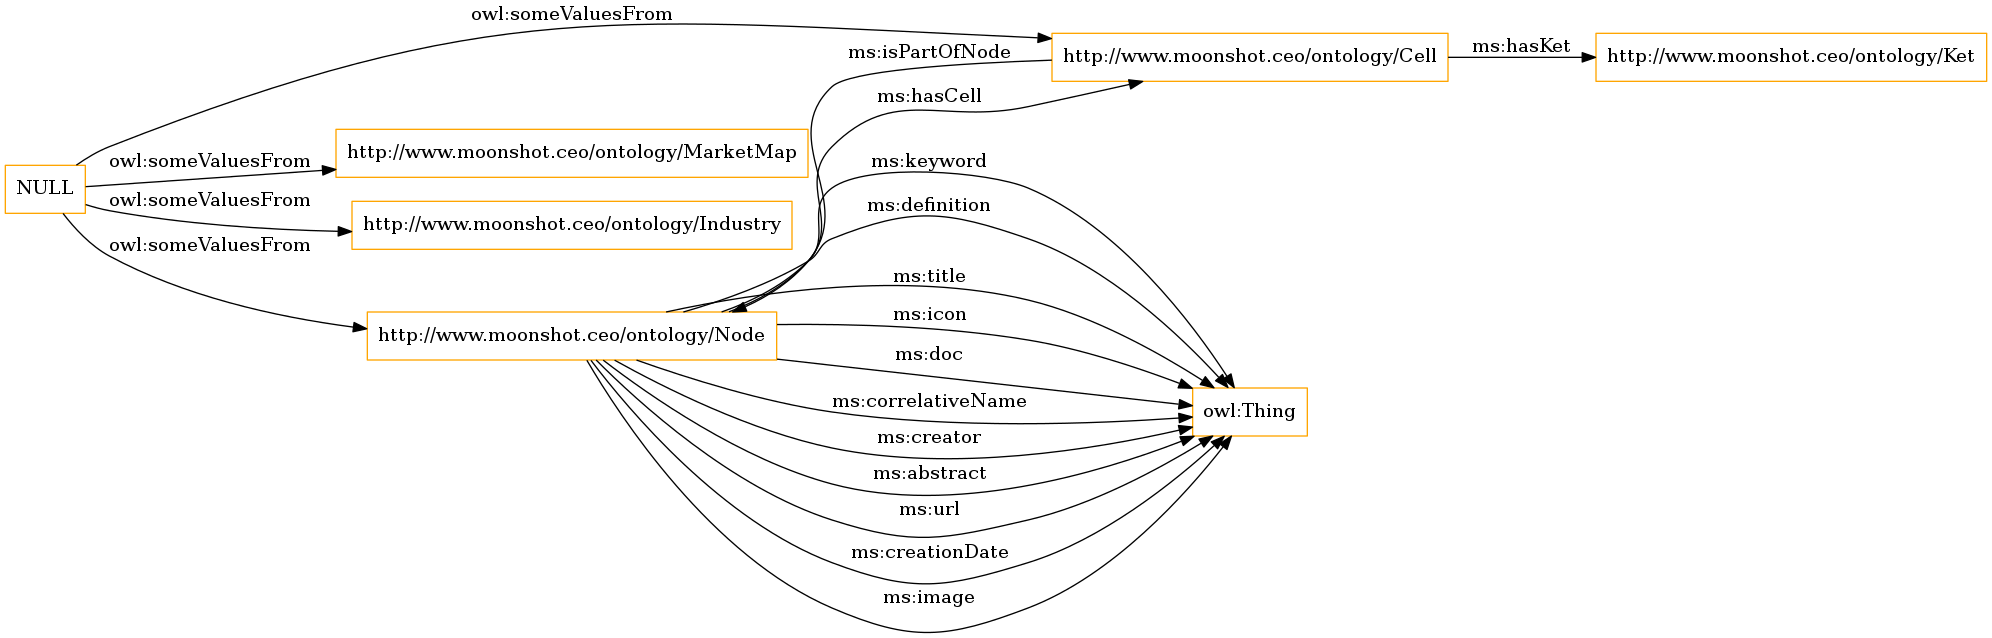 owl:someValuesFrom
ms:isPartOfNode
http://www.moonshot.ceo/ontology/Cell
ms:hasKet
http://www.moonshot.ceo/ontology/Ket
ms:hasCell
owl:someValuesFrom
http://www.moonshot.ceo/ontology/MarketMap
ms:keyword
NULL
owl:someValuesFrom
ms:definition
http://www.moonshot.ceo/ontology/Industry
owl:someValuesFrom
ms:title
ms:icon
http://www.moonshot.ceo/ontology/Node
ms:doc
ms:correlativeName
owl:Thing
ms:creator
ms:abstract
ms:url
ms:creationDate
ms:image